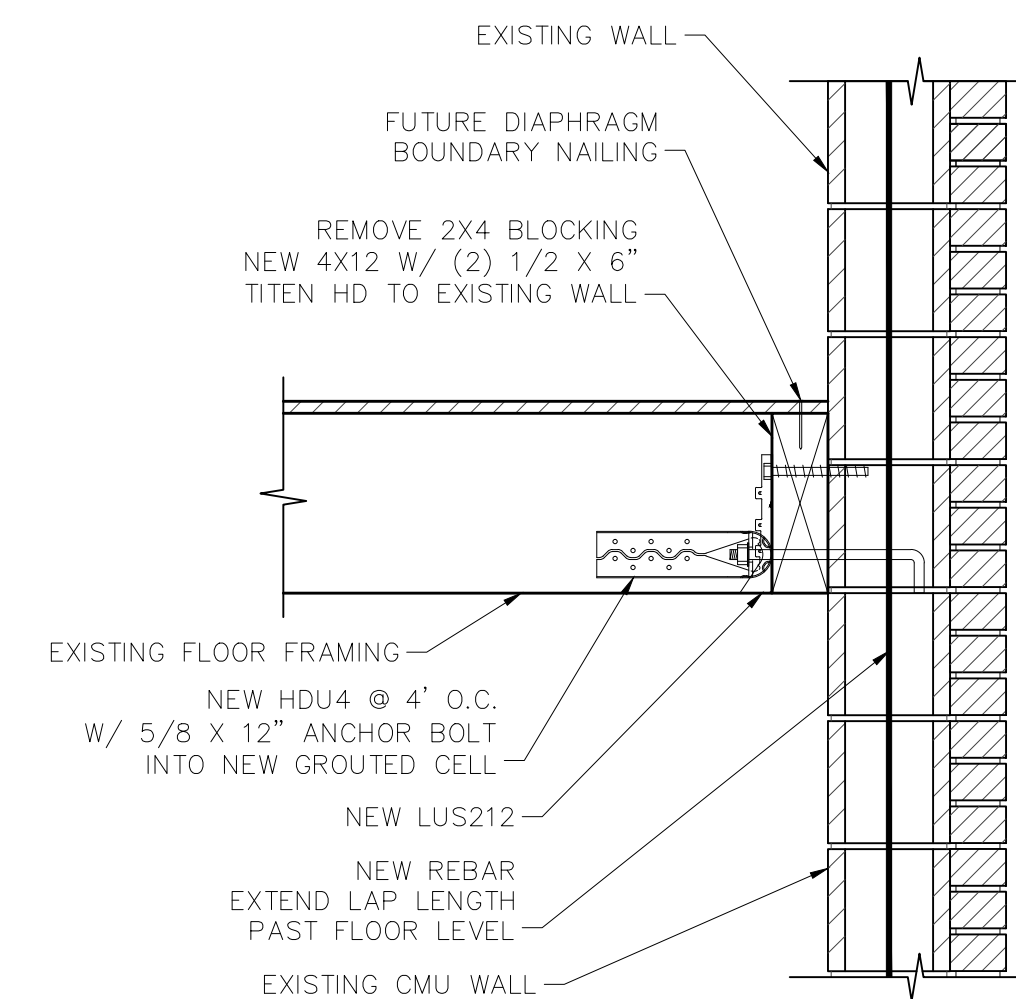 EXISTING WALL
FUTURE DIAPHRAGM
BOUNDARY NAILING
REMOVE 2X4 BLOCKING
NEW 4X12 W/ (2) 1/2 X 6”
TITEN HD TO EXISTING WALL
EXISTING FLOOR FRAMING
NEW HDU4 @ 4' O.C.
W/ 5/8 X 12” ANCHOR BOLT
INTO NEW GROUTED CELL
NEW LUS212
NEW REBAR
EXTEND LAP LENGTH
PAST FLOOR LEVEL
EXISTING CMU WALL